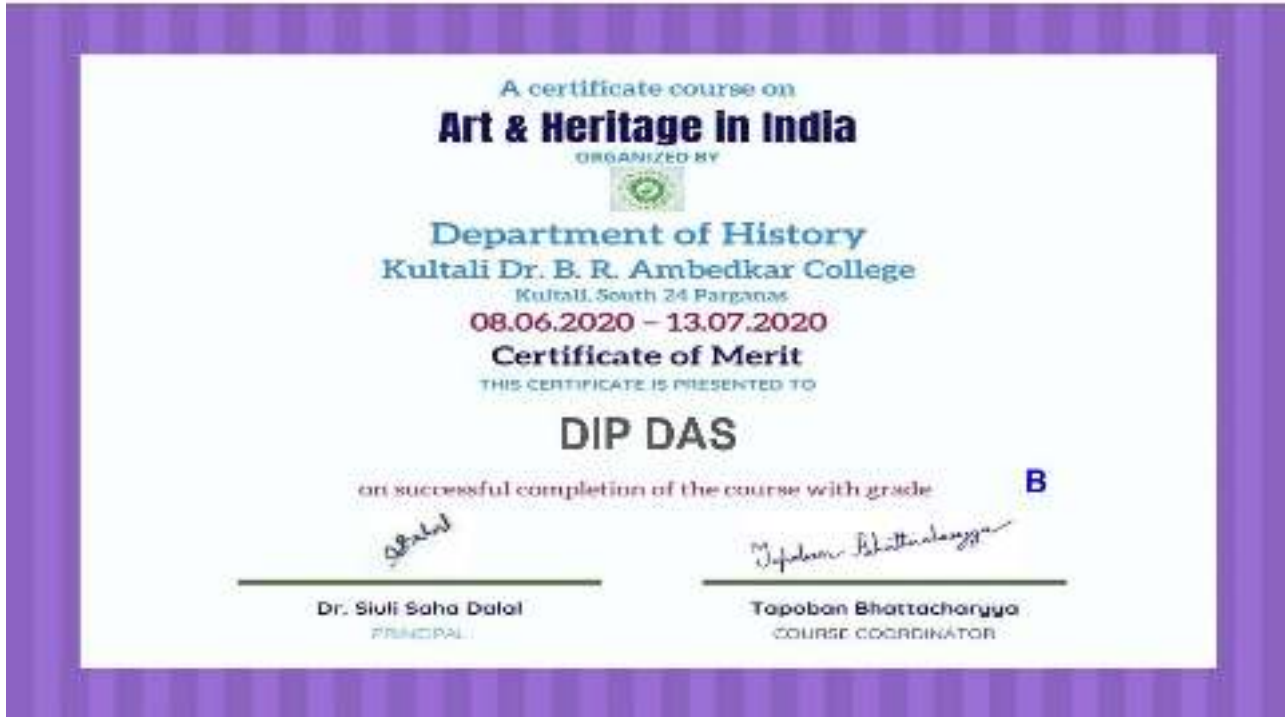 A certificate course on
Art & Heritage in India
ORGANIZED BY
Department of History
Kultali Dr. B. R. Ambedkar College
Kultali, South 24 Parganas
08.06.2020 – 13.07.2020
Certificate of Merit
THIS CERTIFICATE IS PRESENTED TO
DIP DAS
on successful completion of the course with grade B
Tapoban Bhattacharyya
Dr. Siuli Saha Dalal
Tapoban Bhattacharyya
PRINCIPAL
COURSE COORDINATOR